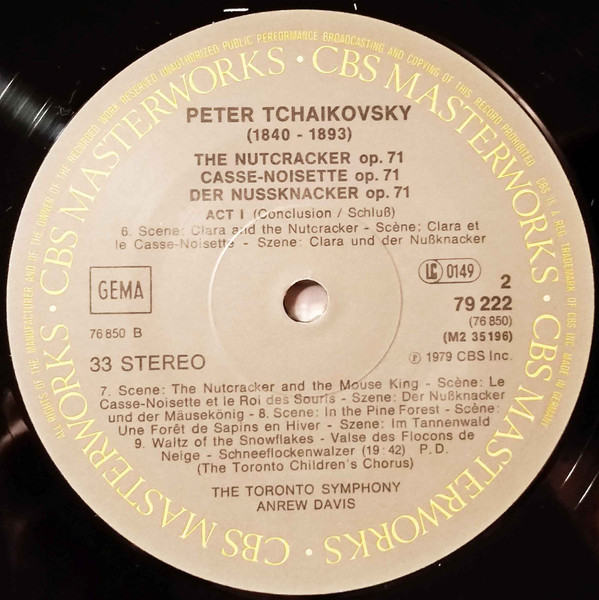 ALL RIGHTS OF THE MANUFACTURER AND OF THE OWNER OF THE RECORDED WORK RESERVED UNAUTHORIZED PUBLIC PERFORMANCE BROADCASTING AND COPYING OF THIS RECORD PROHIBITED
CBS IS A REG. TRADEMARK OF CBS INC. MADE IN GERMANY
CBS MASTERWORKS · CBS MASTERWORKS · CBS MASTERWORKS · CBS MASTERWORKS ·
PETER TCHAIKOVSKY
(1840 - 1893)
THE NUTCRACKER op. 71
CASSE-NOISETTE op. 71
DER NUSSKNACKER op. 71
ACT I (Conclusion / Schluß)
6. Scene: Clara and the Nutcracker - Scène: Clara et
le Casse-Noisette - Szene: Clara und der Nußknacker
GEMA
LC 0149
2
79 222
76 850 B
(76 850)
(M2 35196)
33 STEREO
℗ 1979 CBS Inc.
7. Scene: The Nutcracker and the Mouse King - Scène: Le
Casse-Noisette et le Roi des Souris - Szene: Der Nußknacker
und der Mäusekönig - 8. Scene: In the Pine Forest - Scène:
Une Forêt de Sapins en Hiver - Szene: Im Tannenwald
9. Waltz of the Snowflakes - Valse des Flocons de
Neige - Schneeflockenwalzer (19:42) P. D.
(The Toronto Children's Chorus)
THE TORONTO SYMPHONY
ANREW DAVIS